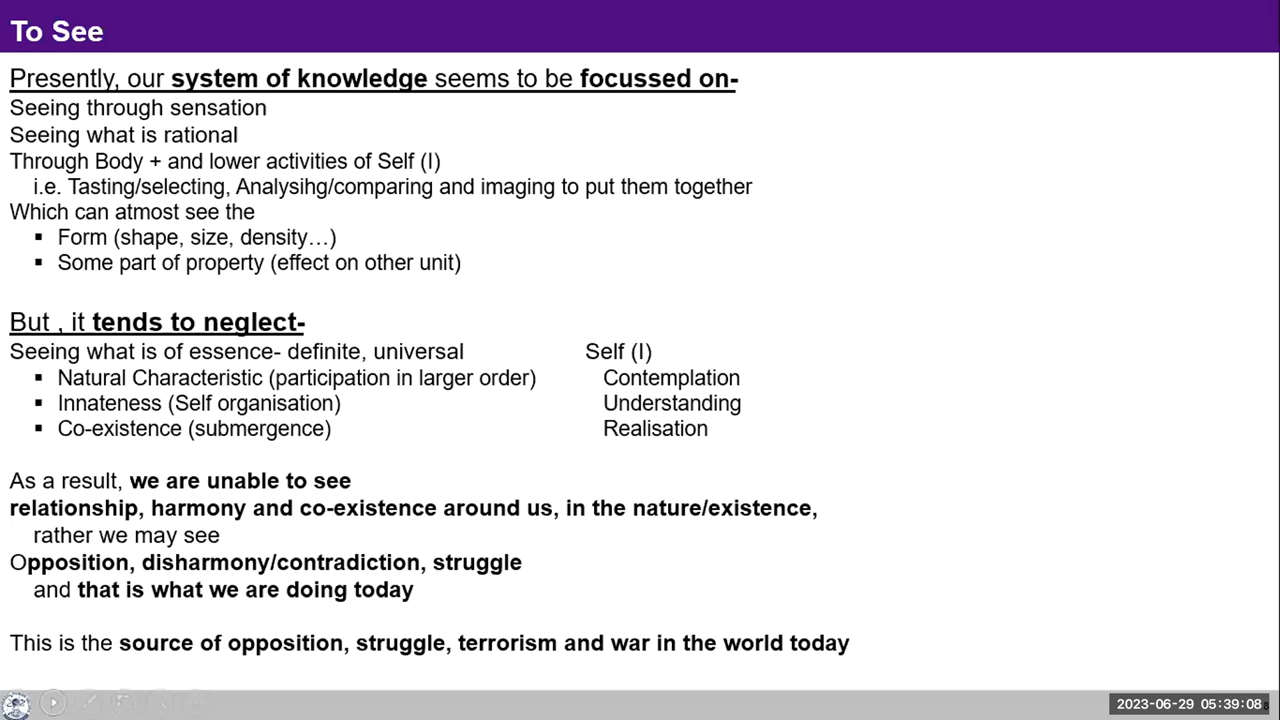 To See
Presently, our system of knowledge seems to be focussed on-
Seeing through sensation
Seeing what is rational
Through Body + and lower activities of Self (I)
i.e. Tasting/selecting, Analysihg/comparing and imaging to put them together
Which can atmost see the
▪ Form (shape, size, density…)
▪ Some part of property (effect on other unit)
But , it tends to neglect-
Seeing what is of essence- definite, universal Self (I)
▪ Natural Characteristic (participation in larger order) Contemplation
▪ Innateness (Self organisation) Understanding
▪ Co-existence (submergence) Realisation
As a result, we are unable to see
relationship, harmony and co-existence around us, in the nature/existence,
rather we may see
Opposition, disharmony/contradiction, struggle
and that is what we are doing today
This is the source of opposition, struggle, terrorism and war in the world today
2023-06-29 05:39:08